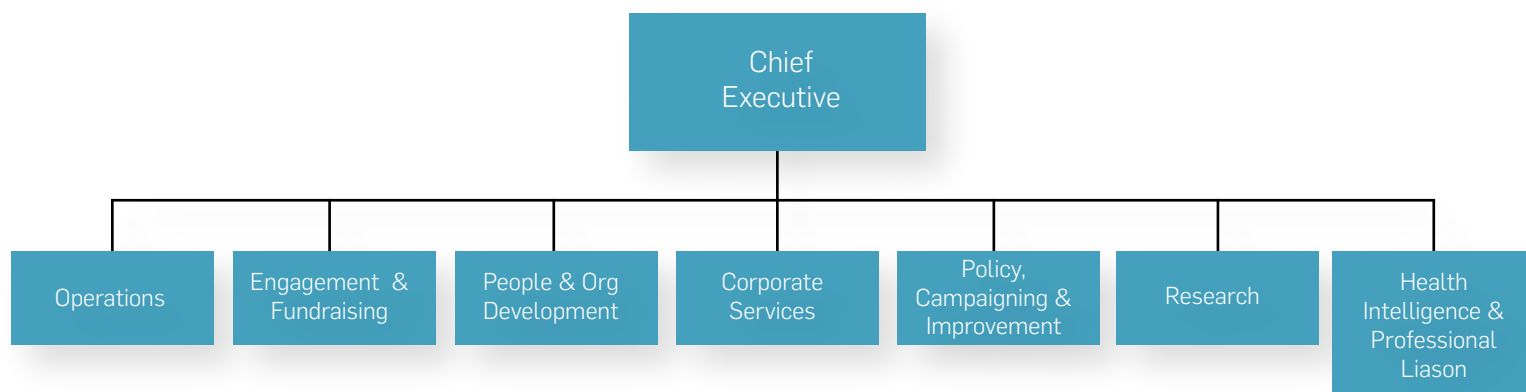 Chief
Executive
Operations
Engagement & 
Fundraising
People & Org
Development
Corporate
Services
Policy,
Campaigning &
Improvement
Research
Health
Intelligence &
Professional
Liason